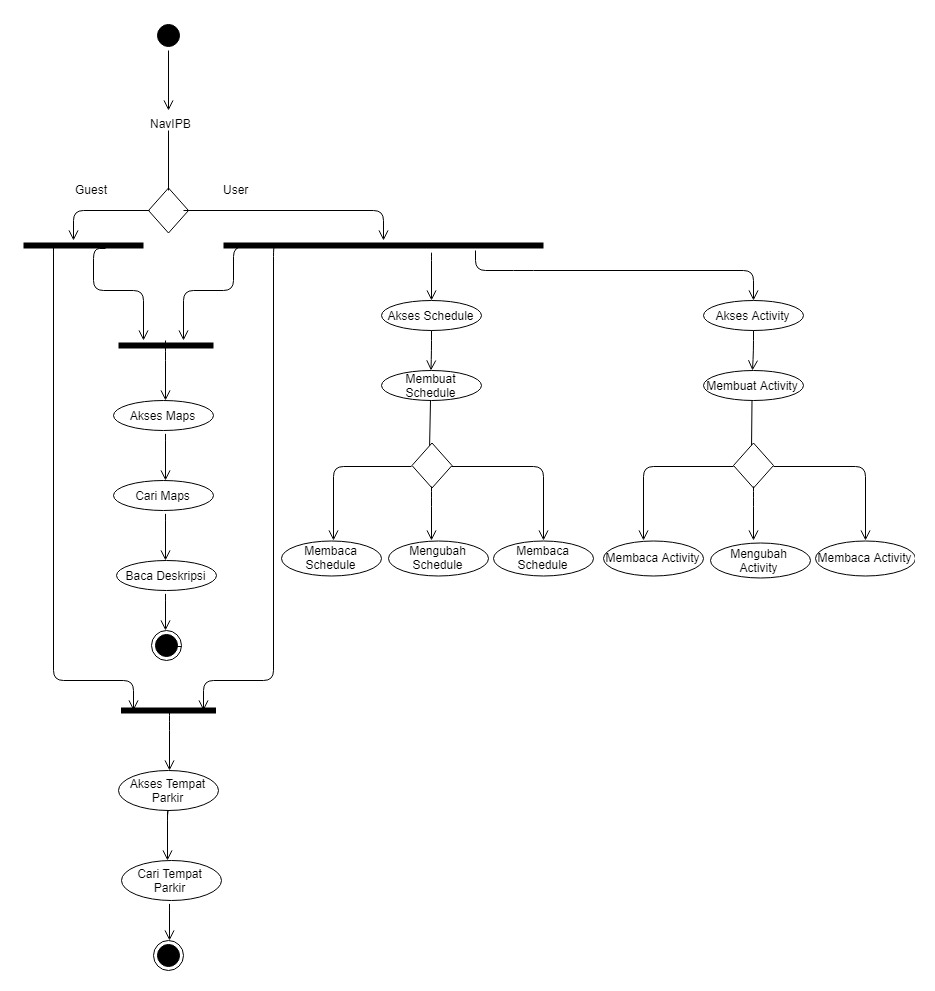 NavIPB
Guest
User
Akses Schedule
Akses Activity
Membuat
Schedule
Membuat Activity
Akses Maps
Cari Maps
Membaca
Schedule
Mengubah
Schedule
Membaca
Schedule
Membaca Activity
Mengubah
Activity
Membaca Activity
Baca Deskripsi
Akses Tempat
Parkir
Cari Tempat
Parkir